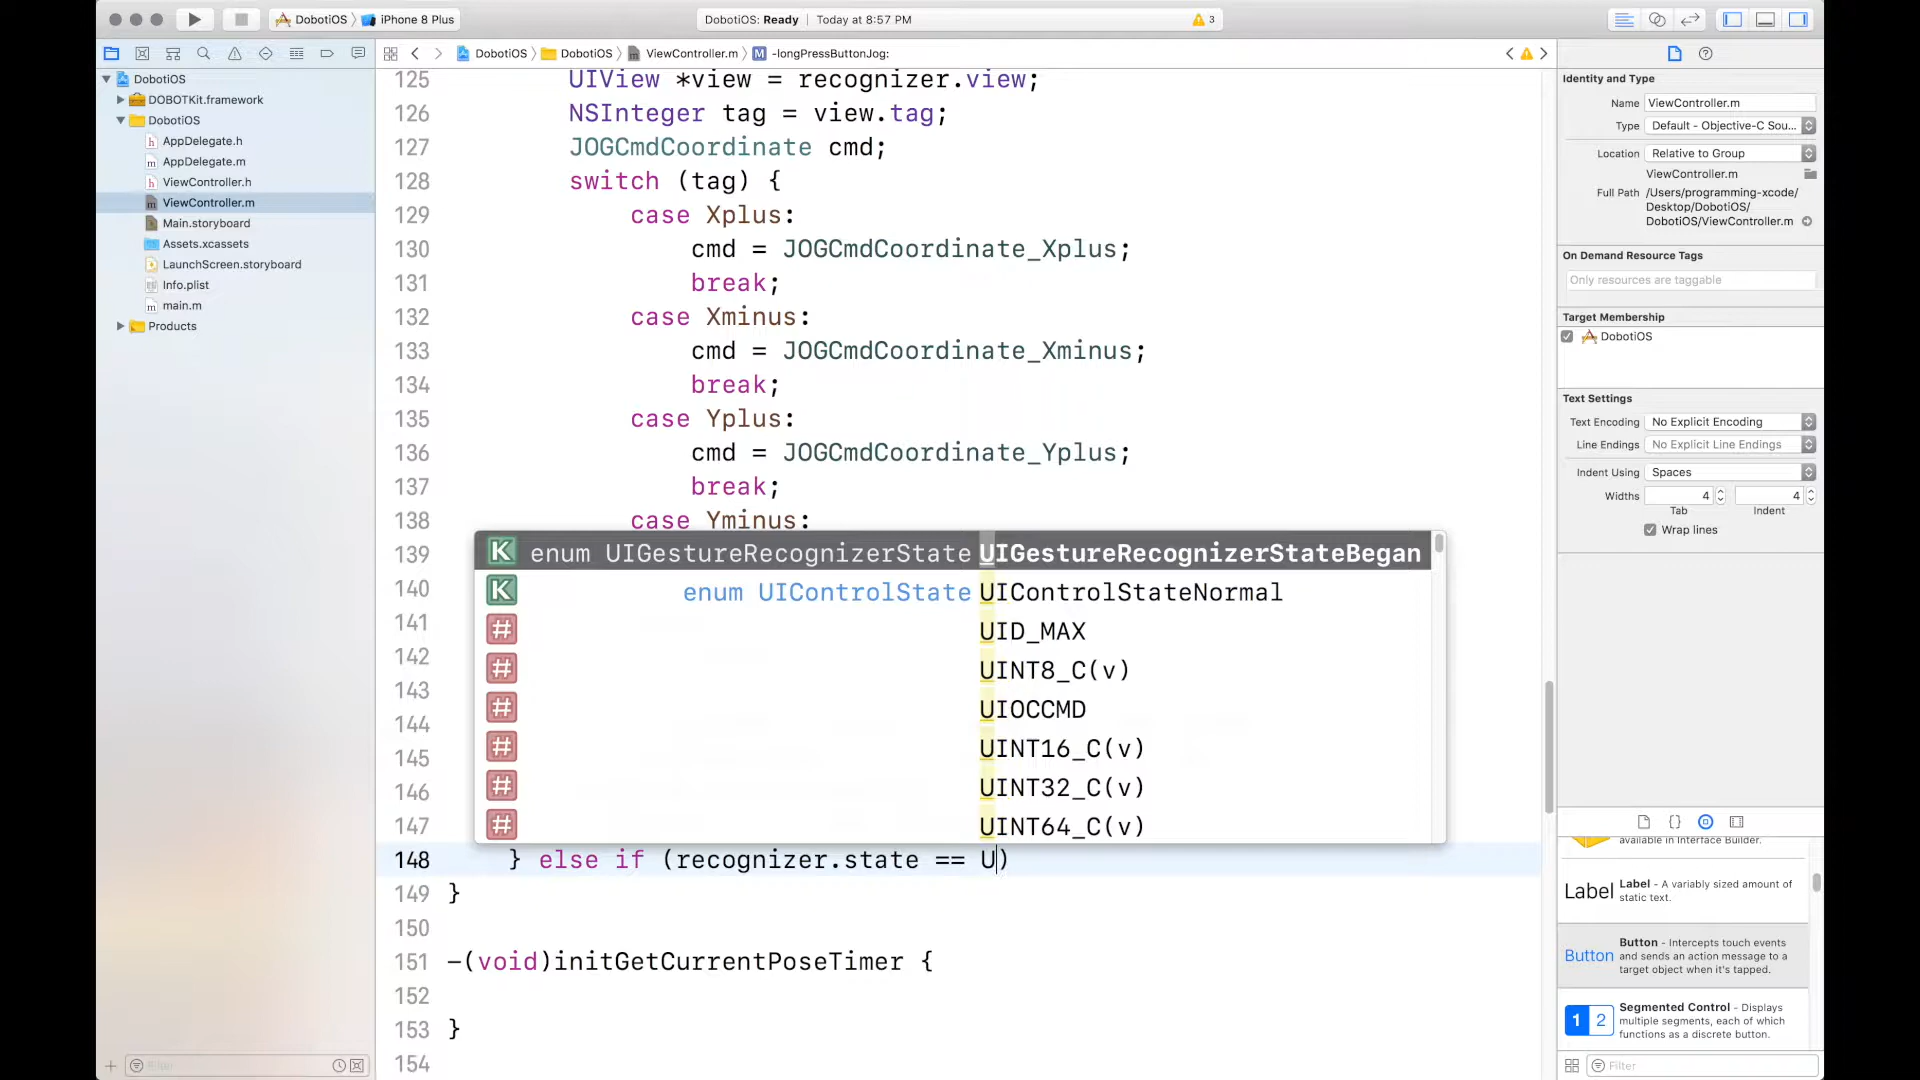 DobotiOS
iPhone 8 Plus
DobotiOS: Ready
Today at 8:57 PM
3
DobotiOS
DobotiOS
ViewController.m
-longPressButtonJog:
DobotiOS
DOBOTKit.framework
DobotiOS
AppDelegate.h
AppDelegate.m
ViewController.h
ViewController.m
Main.storyboard
Assets.xcassets
LaunchScreen.storyboard
Info.plist
main.m
Products
125 UIView *view = recognizer.view;
126 NSInteger tag = view.tag;
127 JOGCmdCoordinate cmd;
128 switch (tag) {
129 case Xplus:
130 cmd = JOGCmdCoordinate_Xplus;
131 break;
132 case Xminus:
133 cmd = JOGCmdCoordinate_Xminus;
134 break;
135 case Yplus:
136 cmd = JOGCmdCoordinate_Yplus;
137 break;
138 case Yminus:
139
140
141
142
143
144
145
146
147
K enum UIGestureRecognizerState UIGestureRecognizerStateBegan
K enum UIControlState UIControlStateNormal
# UID_MAX
# UINT8_C(v)
# UIOCCMD
# UINT16_C(v)
# UINT32_C(v)
# UINT64_C(v)
148 } else if (recognizer.state == U)
149 }
150
151 -(void)initGetCurrentPoseTimer {
152
153 }
154
Identity and Type
Name ViewController.m
Type Default - Objective-C Sou...
Location Relative to Group
ViewController.m
Full Path /Users/programming-xcode/
Desktop/DobotiOS/
DobotiOS/ViewController.m
On Demand Resource Tags
Only resources are taggable
Target Membership
DobotiOS
Text Settings
Text Encoding No Explicit Encoding
Line Endings No Explicit Line Endings
Indent Using Spaces
Widths 4 4
Tab Indent
Wrap lines
available in Interface Builder.
Label Label - A variably sized amount of
static text.
Button Button - Intercepts touch events
and sends an action message to a
target object when it's tapped.
1 2 Segmented Control - Displays
multiple segments, each of which
functions as a discrete button.
Filter
Filter